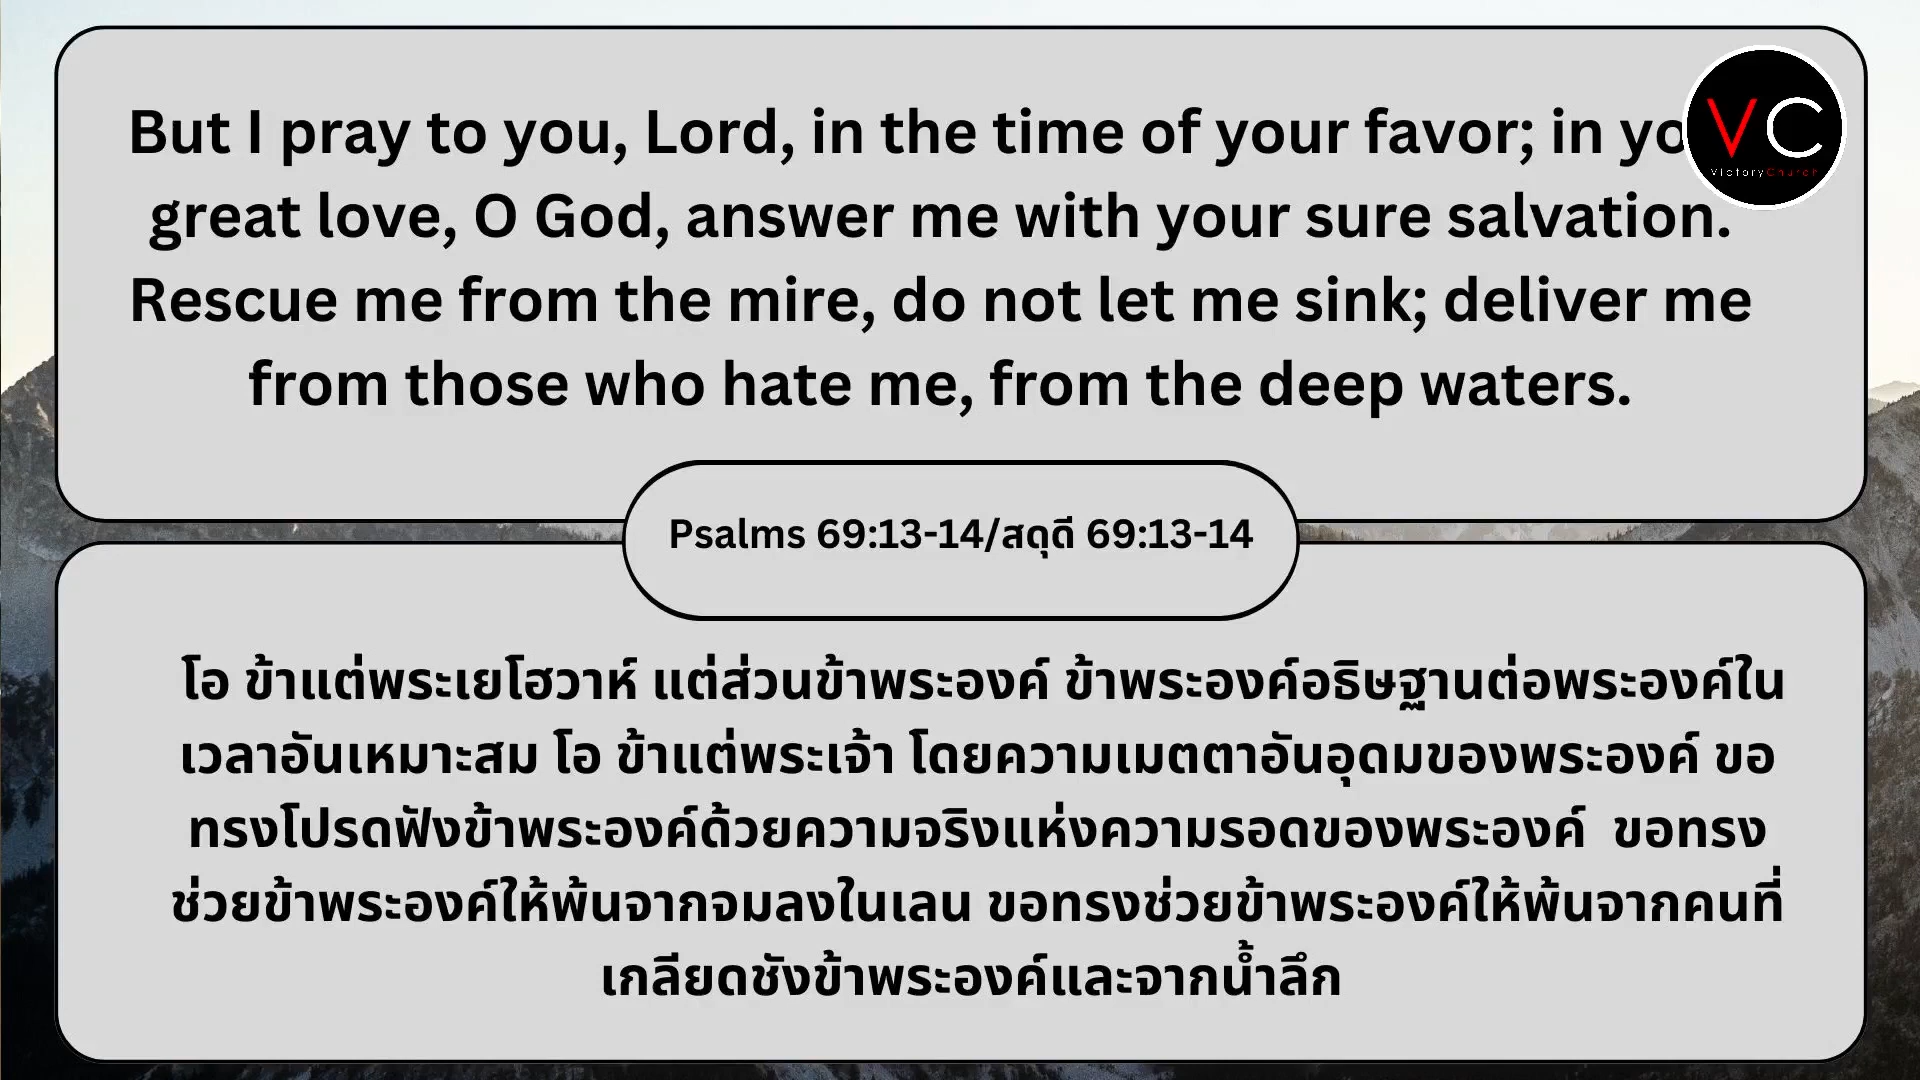 But I pray to you, Lord, in the time of your favor; in yo
great love, O God, answer me with your sure salvation.
Rescue me from the mire, do not let me sink; deliver me
from those who hate me, from the deep waters.
VC
VictoryChurch
Psalms 69:13-14/สดุดี 69:13-14
โอ ข้าแต่พระเยโฮวาห์ แต่ส่วนข้าพระองค์ ข้าพระองค์อธิษฐานต่อพระองค์ใน
เวลาอันเหมาะสม โอ ข้าแต่พระเจ้า โดยความเมตตาอันอุดมของพระองค์ ขอ
ทรงโปรดฟังข้าพระองค์ด้วยความจริงแห่งความรอดของพระองค์  ขอทรง
ช่วยข้าพระองค์ให้พ้นจากจมลงในเลน ขอทรงช่วยข้าพระองค์ให้พ้นจากคนที่
เกลียดชังข้าพระองค์และจากน้ำลึก